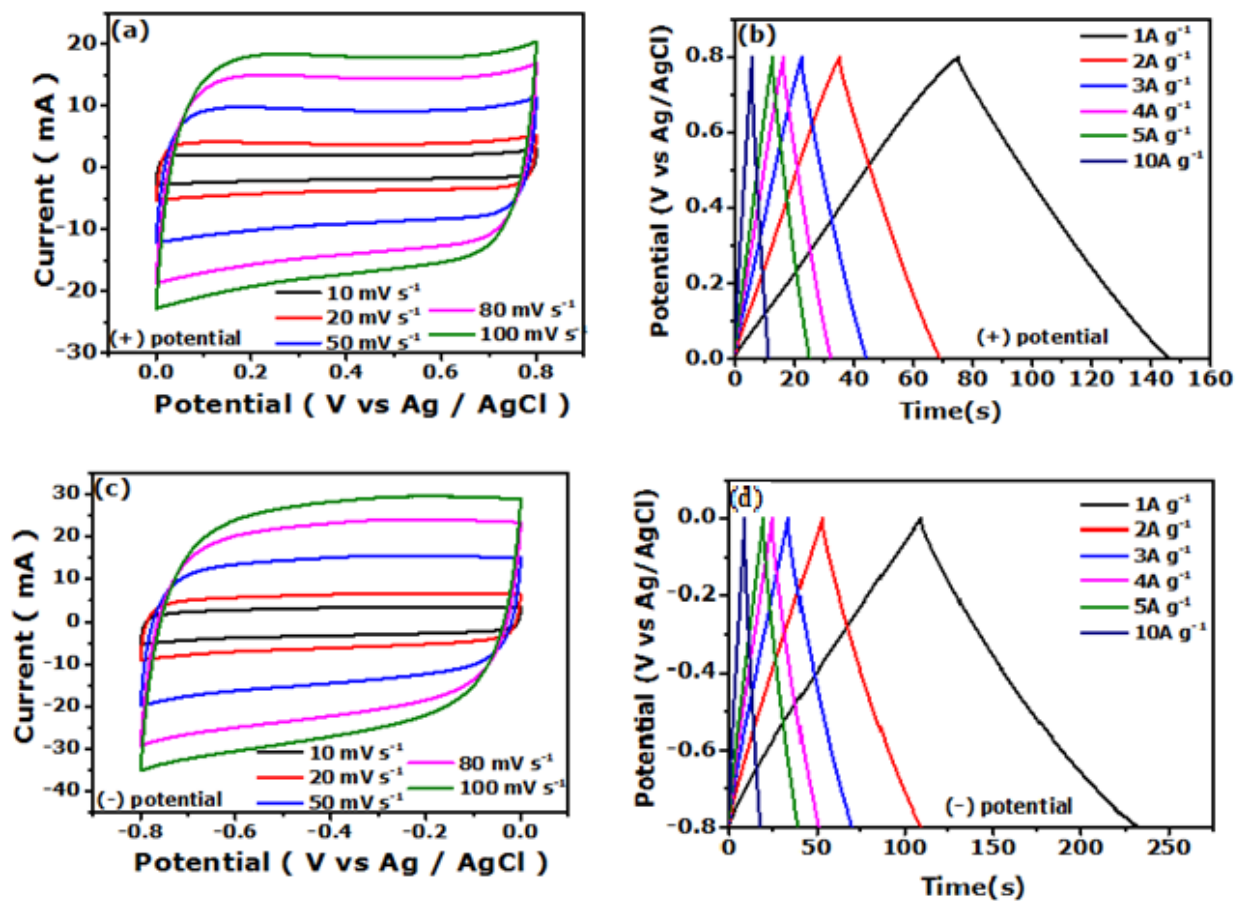 (a)
20
10
0
-10
-20
-30
Current ( mA)
10 mV s⁻¹
20 mV s⁻¹
50 mV s⁻¹
80 mV s⁻¹
100 mV s⁻¹
(+) potential
0.0 0.2 0.4 0.6 0.8
Potential ( V vs Ag / AgCl )
(b)
0.8
0.6
0.4
0.2
0.0
Potential (V vs Ag/AgCl)
1A g⁻¹
2A g⁻¹
3A g⁻¹
4A g⁻¹
5A g⁻¹
10A g⁻¹
(+) potential
0 20 40 60 80 100 120 140 160
Time(s)
(c)
30
20
10
0
-10
-20
-30
-40
Current ( mA)
10 mV s⁻¹
20 mV s⁻¹
50 mV s⁻¹
80 mV s⁻¹
100 mV s⁻¹
(-) potential
-0.8 -0.6 -0.4 -0.2 0.0
Potential ( V vs Ag / AgCl )
(d)
0.0
-0.2
-0.4
-0.6
-0.8
Potential (V vs Ag/AgCl)
1A g⁻¹
2A g⁻¹
3A g⁻¹
4A g⁻¹
5A g⁻¹
10A g⁻¹
(-) potential
0 50 100 150 200 250
Time(s)